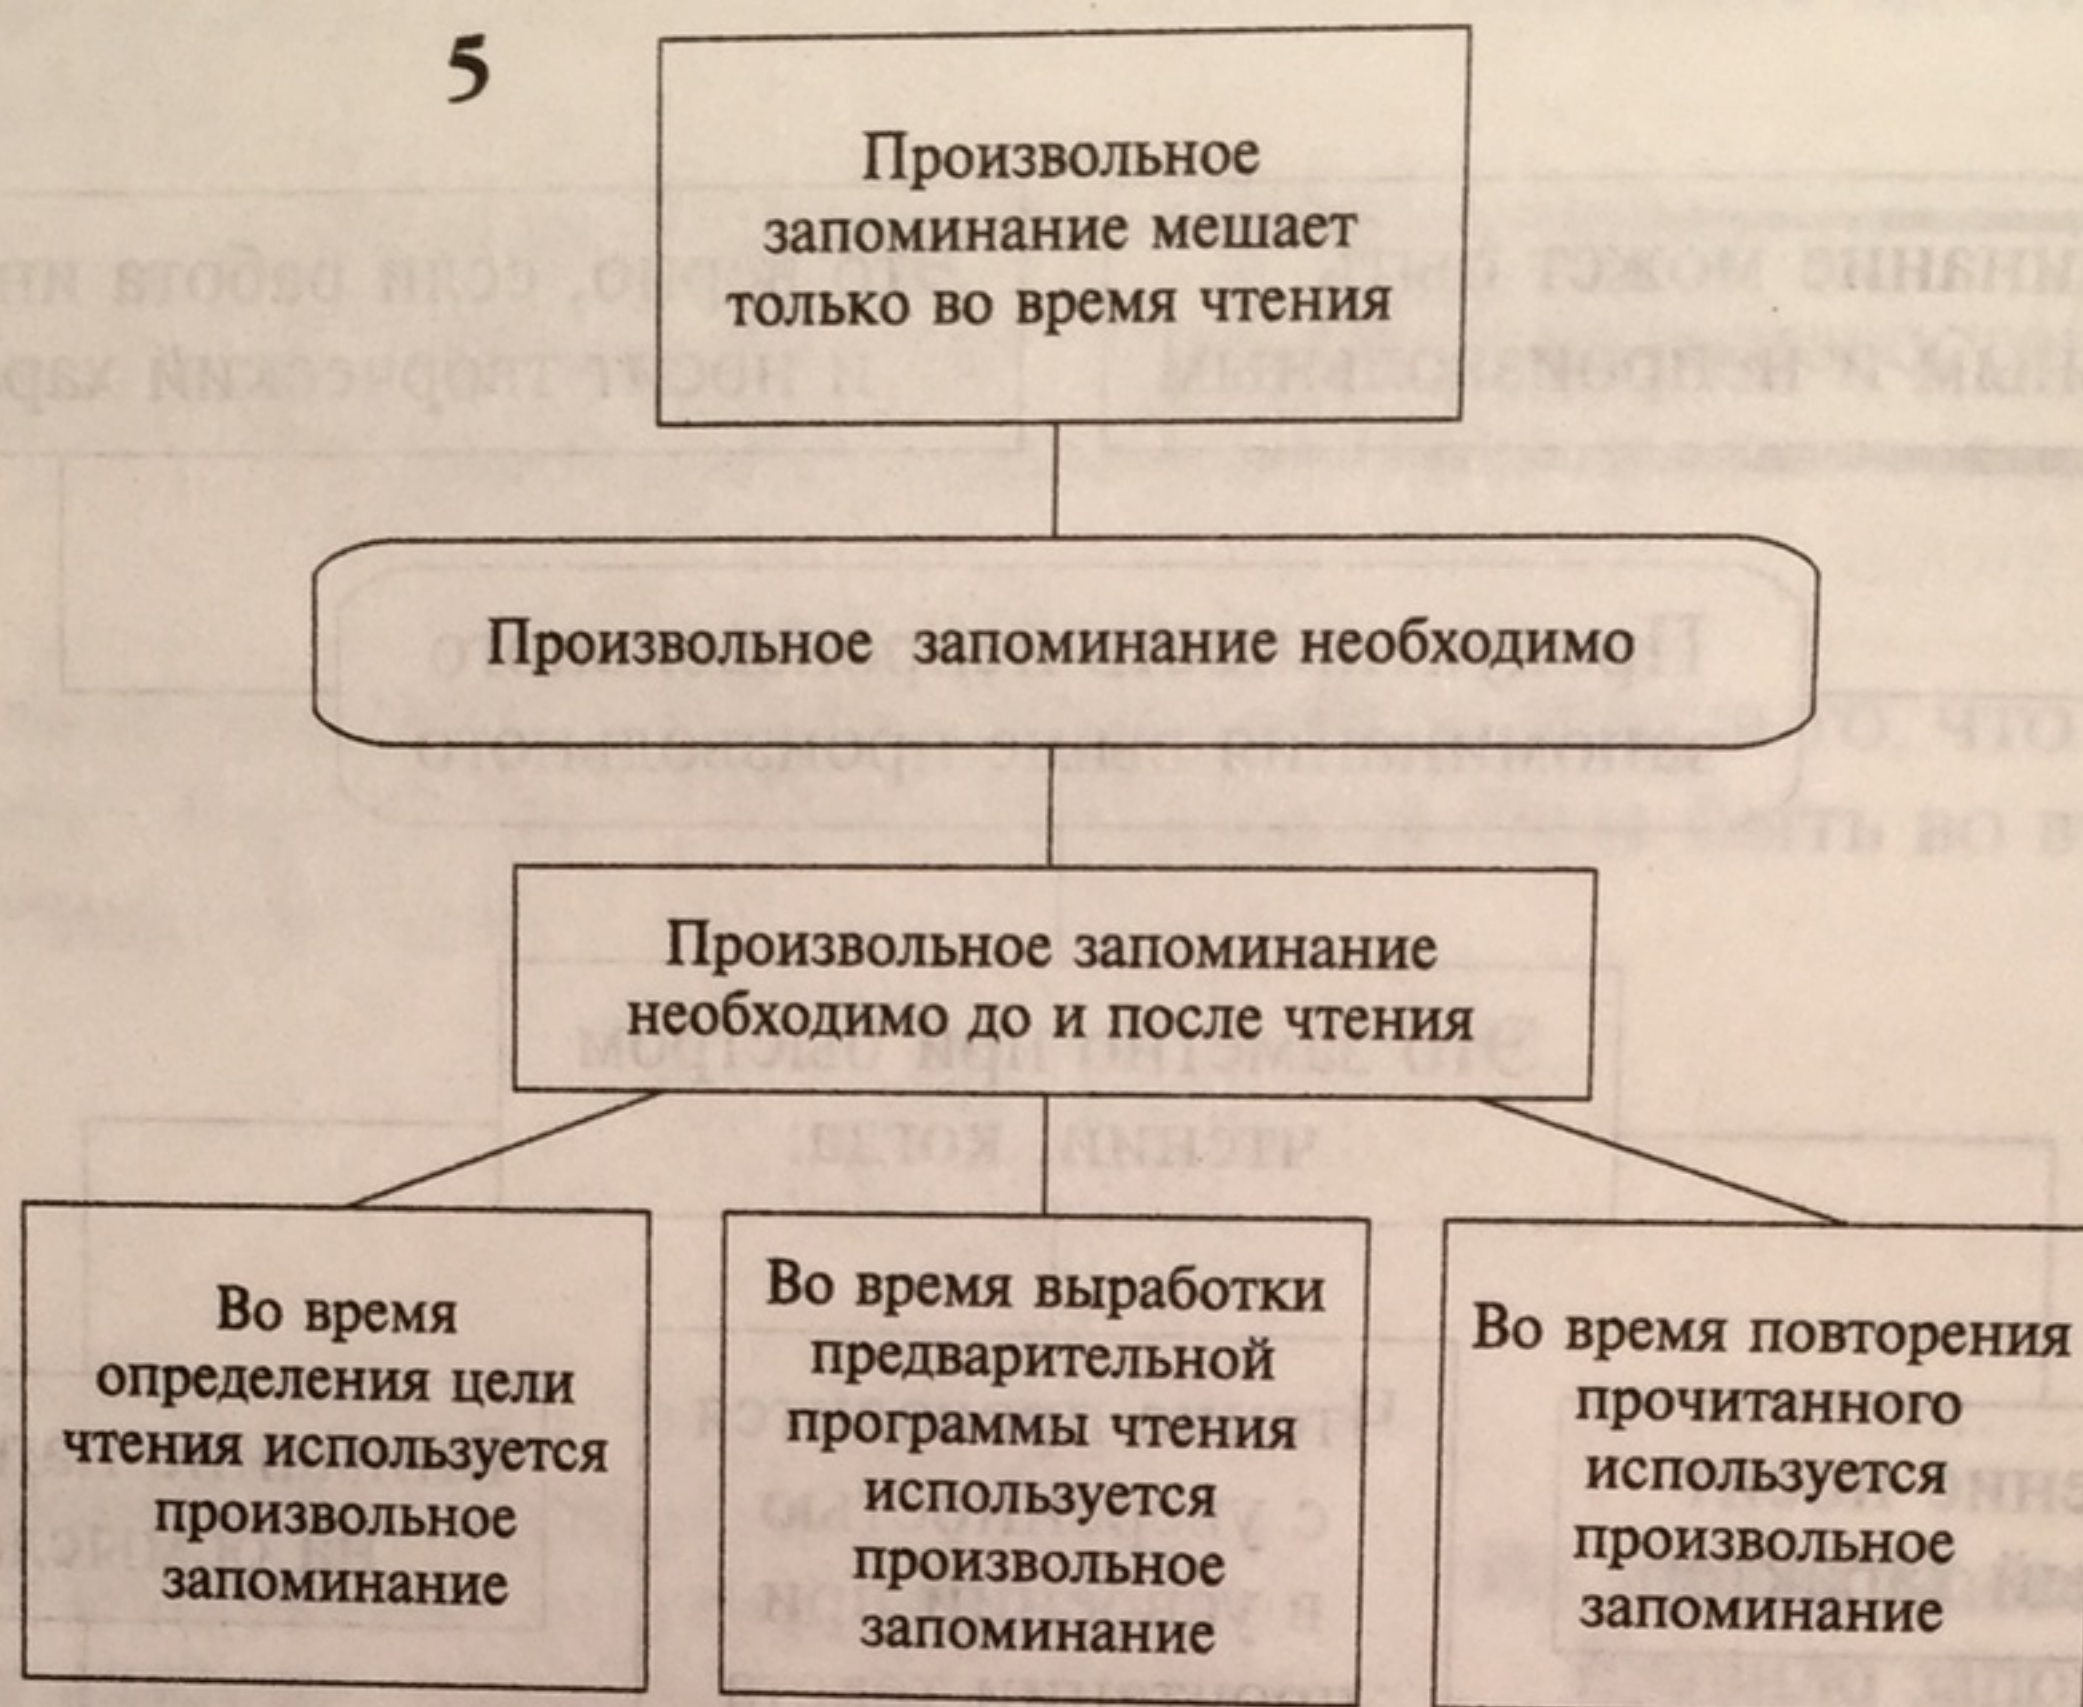 5
Произвольное
запоминание мешает
только во время чтения
Произвольное запоминание необходимо
Произвольное запоминание
необходимо до и после чтения
Во время
определения цели
чтения используется
произвольное
запоминание
Во время выработки
предварительной
программы чтения
используется
произвольное
запоминание
Во время повторения
прочитанного
используется
произвольное
запоминание